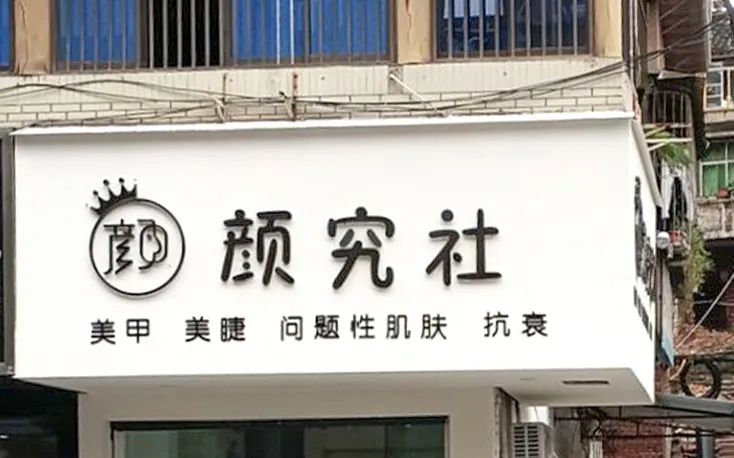 颜 颜究社
美甲 美睫 问题性肌肤 抗衰